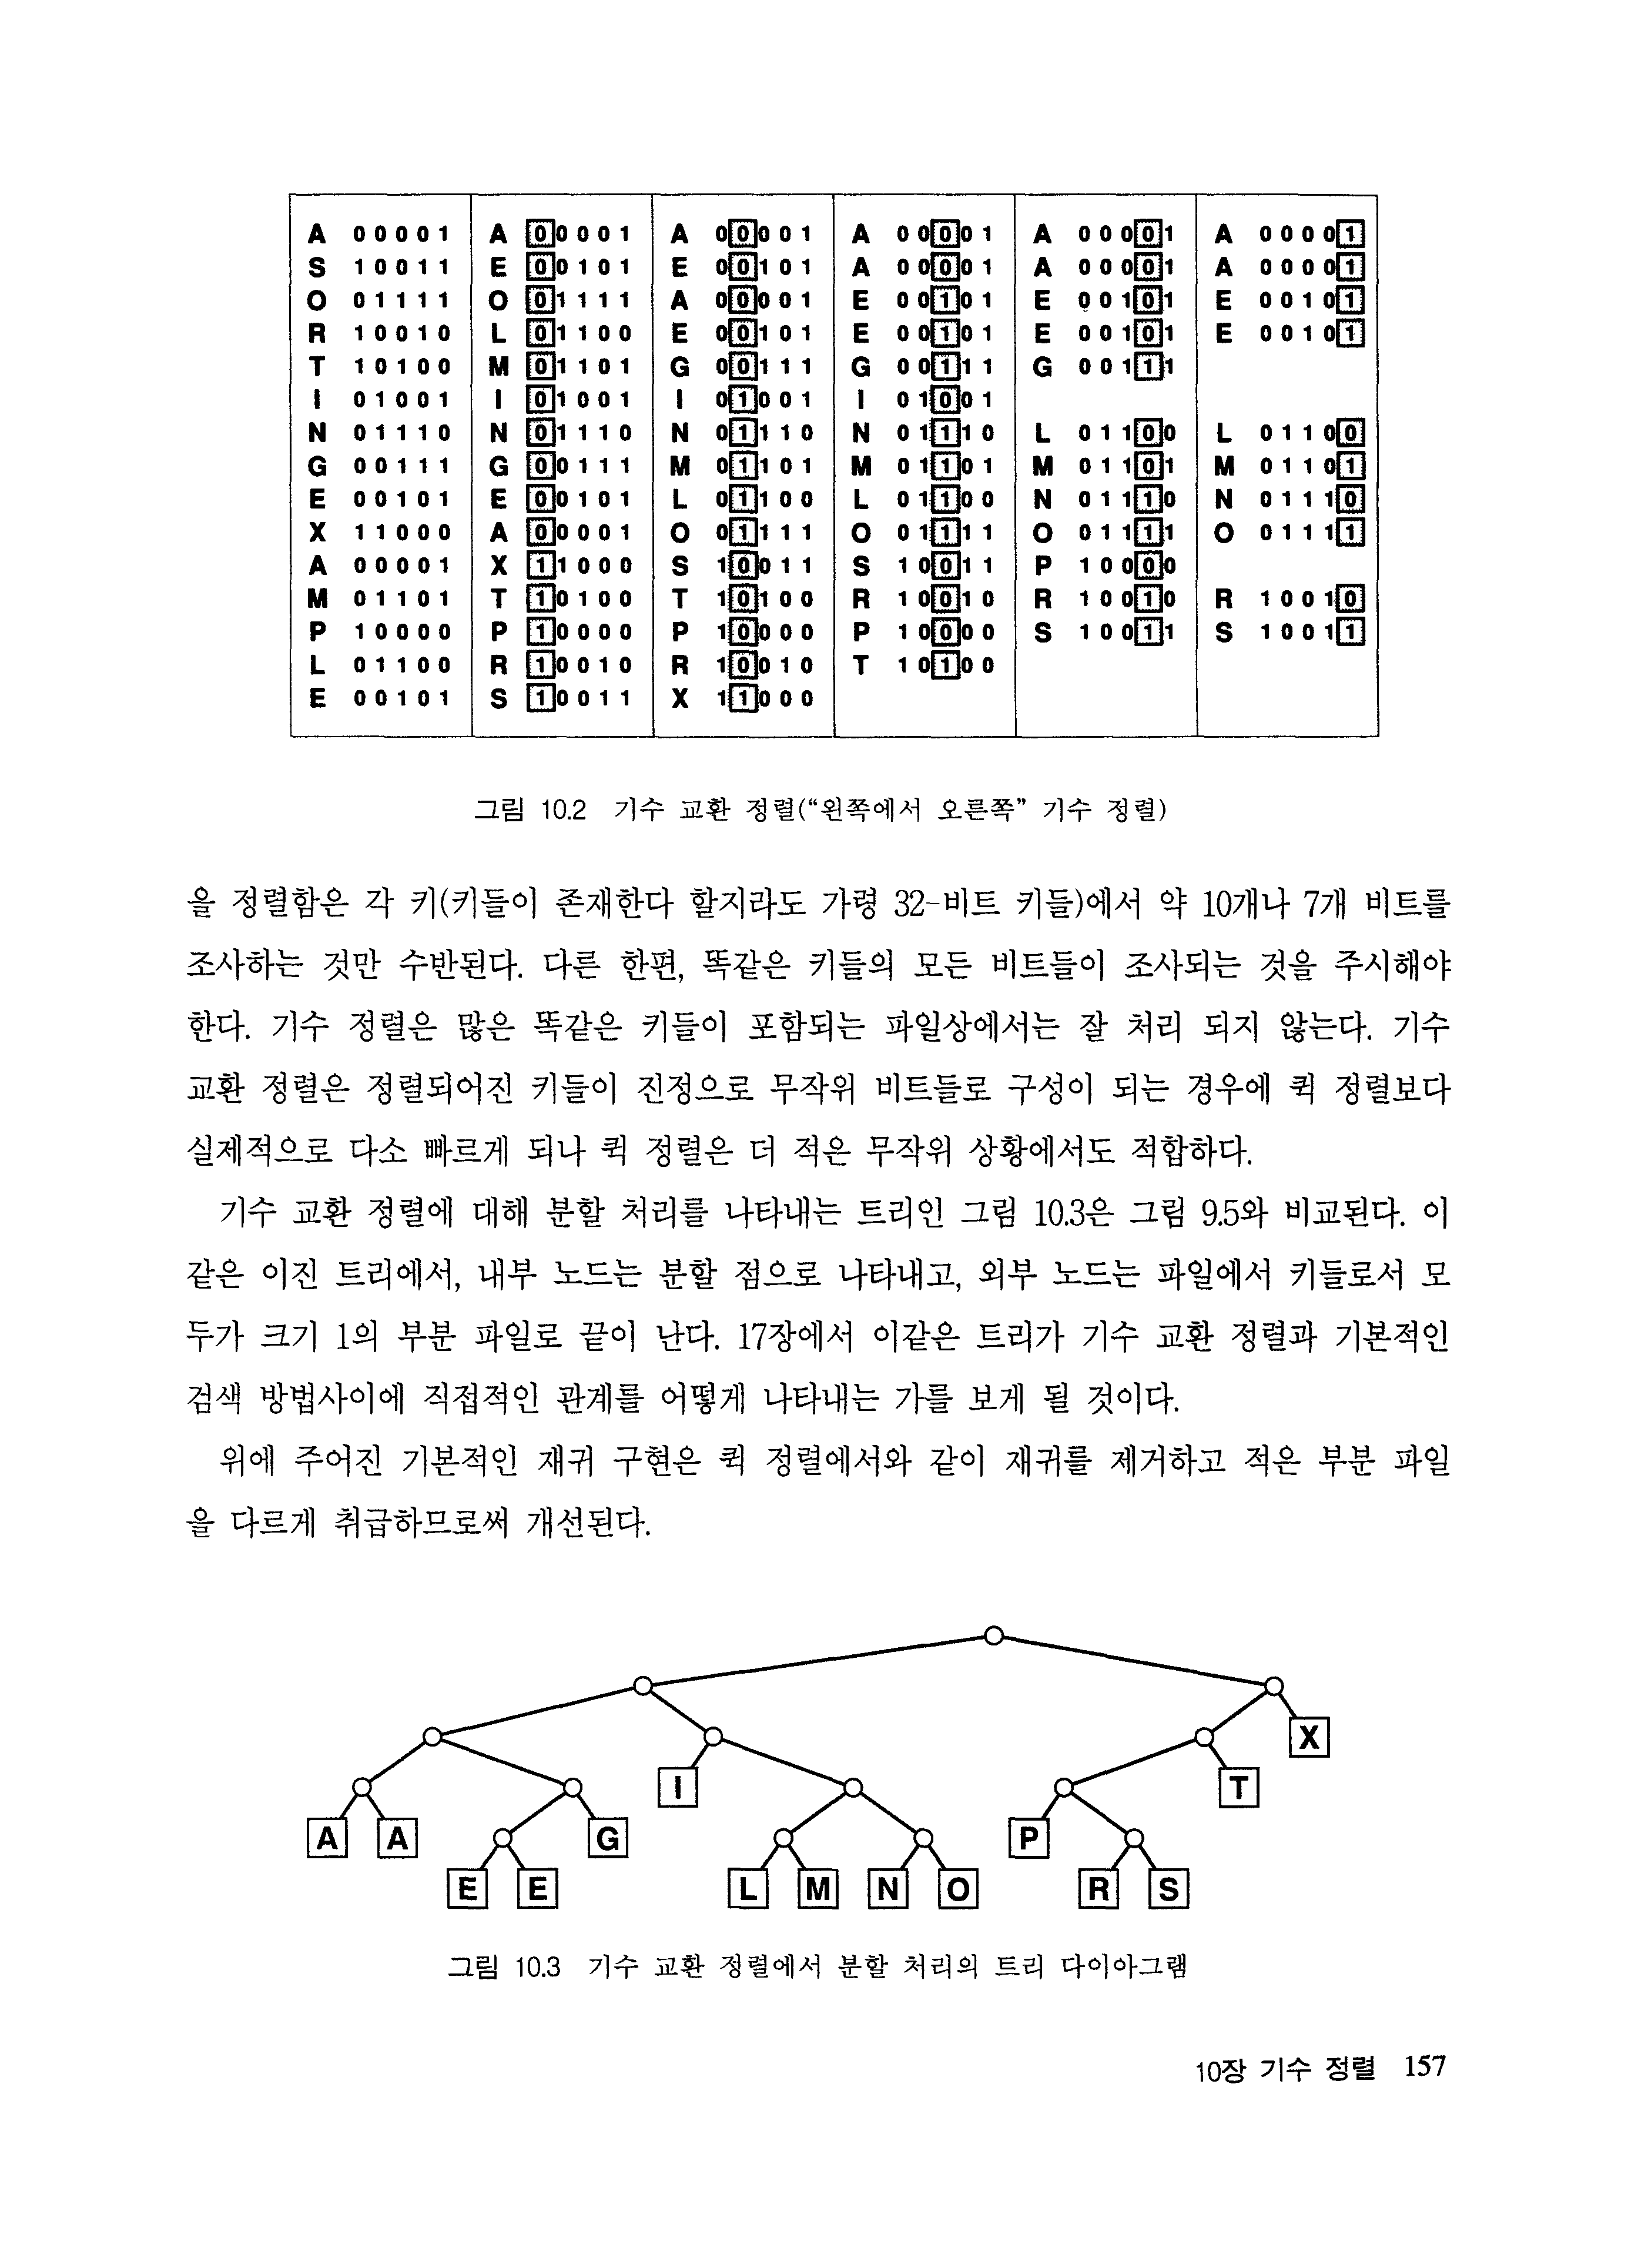 A 00001 A 00001 A 00001 A 00001 A 00001 A 00001
S 10011 E 00101 E 00101 A 00001 A 00001 A 00001
O 01111 O 01111 A 00001 E 00101 E 00101 E 00101
R 10010 L 01100 E 00101 E 00101 E 00101 E 00101
T 10100 M 01101 G 00111 G 00111 G 00111
I 01001 I 01001 I 01001 I 01001
N 01110 N 01110 N 01110 N 01110 L 01100 L 01100
G 00111 G 00111 M 01101 M 01101 M 01101 M 01101
E 00101 E 00101 L 01100 L 01100 N 01110 N 01110
X 11000 A 00001 O 01111 O 01111 O 01111 O 01111
A 00001 X 11000 S 10011 S 10011 P 10000
M 01101 T 10100 T 10100 R 10010 R 10010 R 10010
P 10000 P 10000 P 10000 P 10000 S 10011 S 10011
L 01100 R 10010 R 10010 T 10100
E 00101 S 10011 X 11000
그림 10.2 기수 교환 정렬(“왼쪽에서 오른쪽” 기수 정렬)
을 정렬함은 각 키(키들이 존재한다 할지라도 가령 32-비트 키들)에서 약 10개나 7개 비트를
조사하는 것만 수반된다. 다른 한편, 똑같은 키들의 모든 비트들이 조사되는 것을 주시해야
한다. 기수 정렬은 많은 똑같은 키들이 포함되는 파일상에서는 잘 처리 되지 않는다. 기수
교환 정렬은 정렬되어진 키들이 진정으로 무작위 비트들로 구성이 되는 경우에 퀵 정렬보다
실제적으로 다소 빠르게 되나 퀵 정렬은 더 적은 무작위 상황에서도 적합하다.
기수 교환 정렬에 대해 분할 처리를 나타내는 트리인 그림 10.3은 그림 9.5와 비교된다. 이
같은 이진 트리에서, 내부 노드는 분할 점으로 나타내고, 외부 노드는 파일에서 키들로서 모
두가 크기 1의 부분 파일로 끝이 난다. 17장에서 이같은 트리가 기수 교환 정렬과 기본적인
검색 방법사이에 직접적인 관계를 어떻게 나타내는 가를 보게 될 것이다.
위에 주어진 기본적인 재귀 구현은 퀵 정렬에서와 같이 재귀를 제거하고 적은 부분 파일
을 다르게 취급하므로써 개선된다.
X
I T
A A G P
E E L M N O R S
그림 10.3 기수 교환 정렬에서 분할 처리의 트리 다이아그램
10장 기수 정렬 157